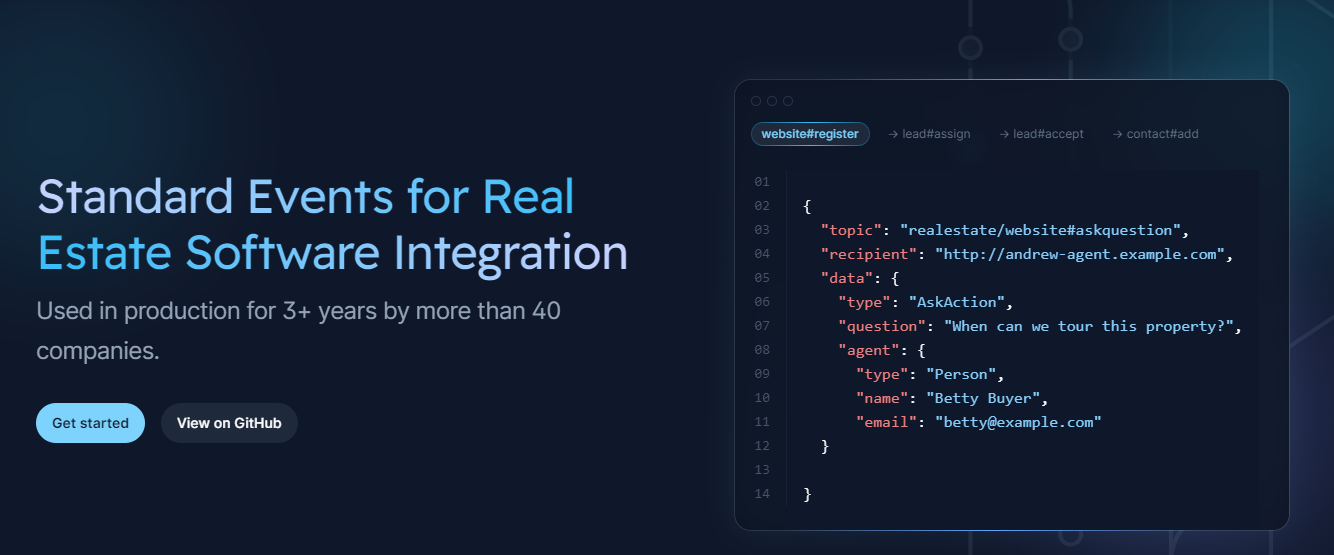 Standard Events for Real
Estate Software Integration
Used in production for 3+ years by more than 40
companies.
Get started
View on GitHub
website#register → lead#assign → lead#accept → contact#add
01
02 {
03 "topic": "realestate/website#askquestion",
04 "recipient": "http://andrew-agent.example.com",
05 "data": {
06 "type": "AskAction",
07 "question": "When can we tour this property?",
08 "agent": {
09 "type": "Person",
10 "name": "Betty Buyer",
11 "email": "betty@example.com"
12 }
13
14 }